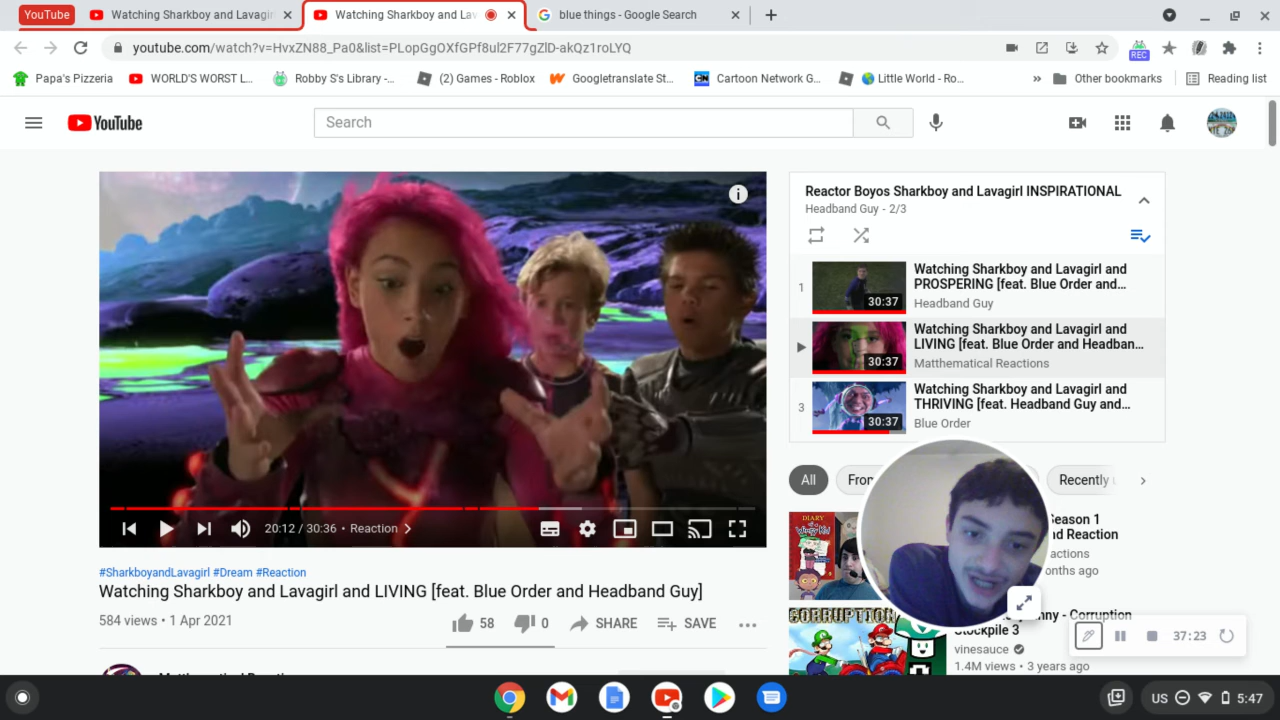 YouTube
Watching Sharkboy and Lavagir
Watching Sharkboy and Lav
blue things - Google Search
youtube.com/watch?v=HvxZN88_Pa0&list=PLopGgOXfGPf8ul2F77gZlD-akQz1roLYQ
REC
Papa's Pizzeria
WORLD'S WORST L...
Robby S's Library -...
(2) Games - Roblox
Googletranslate St...
CN
Cartoon Network G...
Little World - Ro...
Other bookmarks
Reading list
YouTube
Search
Reactor Boyos Sharkboy and Lavagirl INSPIRATIONAL
Headband Guy - 2/3
1
30:37
Watching Sharkboy and Lavagirl and
PROSPERING [feat. Blue Order and...
Headband Guy
30:37
Watching Sharkboy and Lavagirl and
LIVING [feat. Blue Order and Headban...
Matthematical Reactions
3
30:37
Watching Sharkboy and Lavagirl and
THRIVING [feat. Headband Guy and...
Blue Order
20:12 / 30:36 • Reaction
#SharkboyandLavagirl #Dream #Reaction
Watching Sharkboy and Lavagirl and LIVING [feat. Blue Order and Headband Guy]
584 views • 1 Apr 2021
58
0
SHARE
SAVE
All
Recently
DIARY
Season 1
Reaction
CORRUPTION
- Corruption
Stockpile 3
vinesauce
1.4M views • 3 years ago
37:23
US
5:47